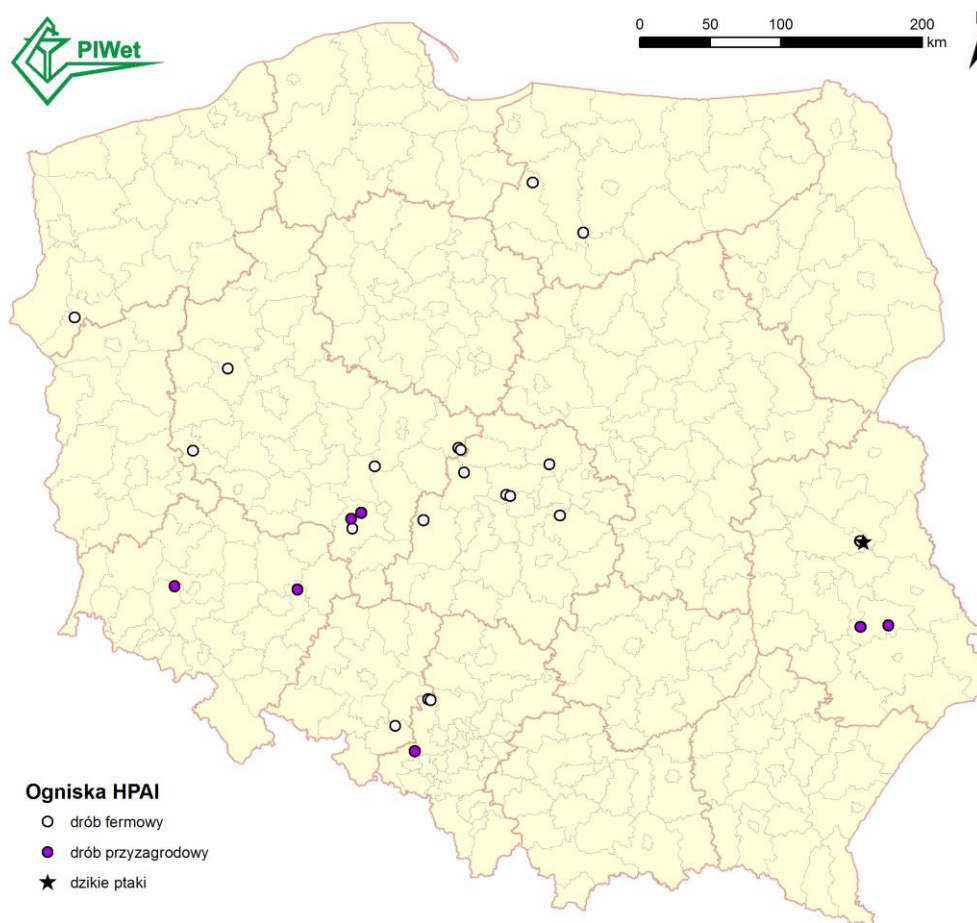 PIWet
0 50 100 200
km
Ogniska HPAI
drób fermowy
drób przyzagrodowy
dzikie ptaki